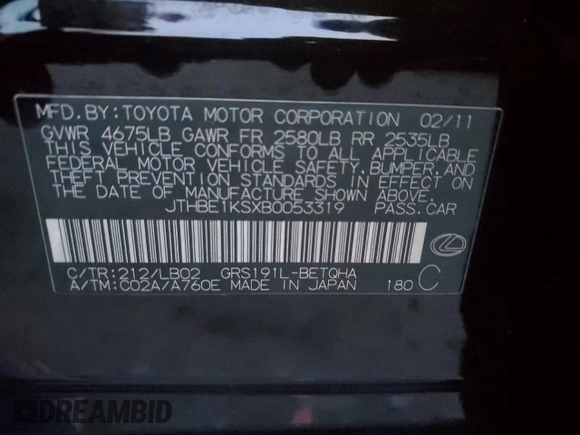 MFD.BY:TOYOTA MOTOR CORPORATION 02/11
GVWR 4675LB GAWR FR 2580LB RR 2535LB
THIS VEHICLE CONFORMS TO ALL APPLICABLE
FEDERAL MOTOR VEHICLE SAFETY,BUMPER,AND
THEFT PREVENTION STANDARDS IN EFFECT ON
THE DATE OF MANUFACTURE SHOWN ABOVE.
JTHBE1KSXB0053319 PASS.CAR
C/TR:212/LB02 GRS191L-BETQHA
A/TM:C02A/A760E MADE IN JAPAN 180 C
DREAMBID